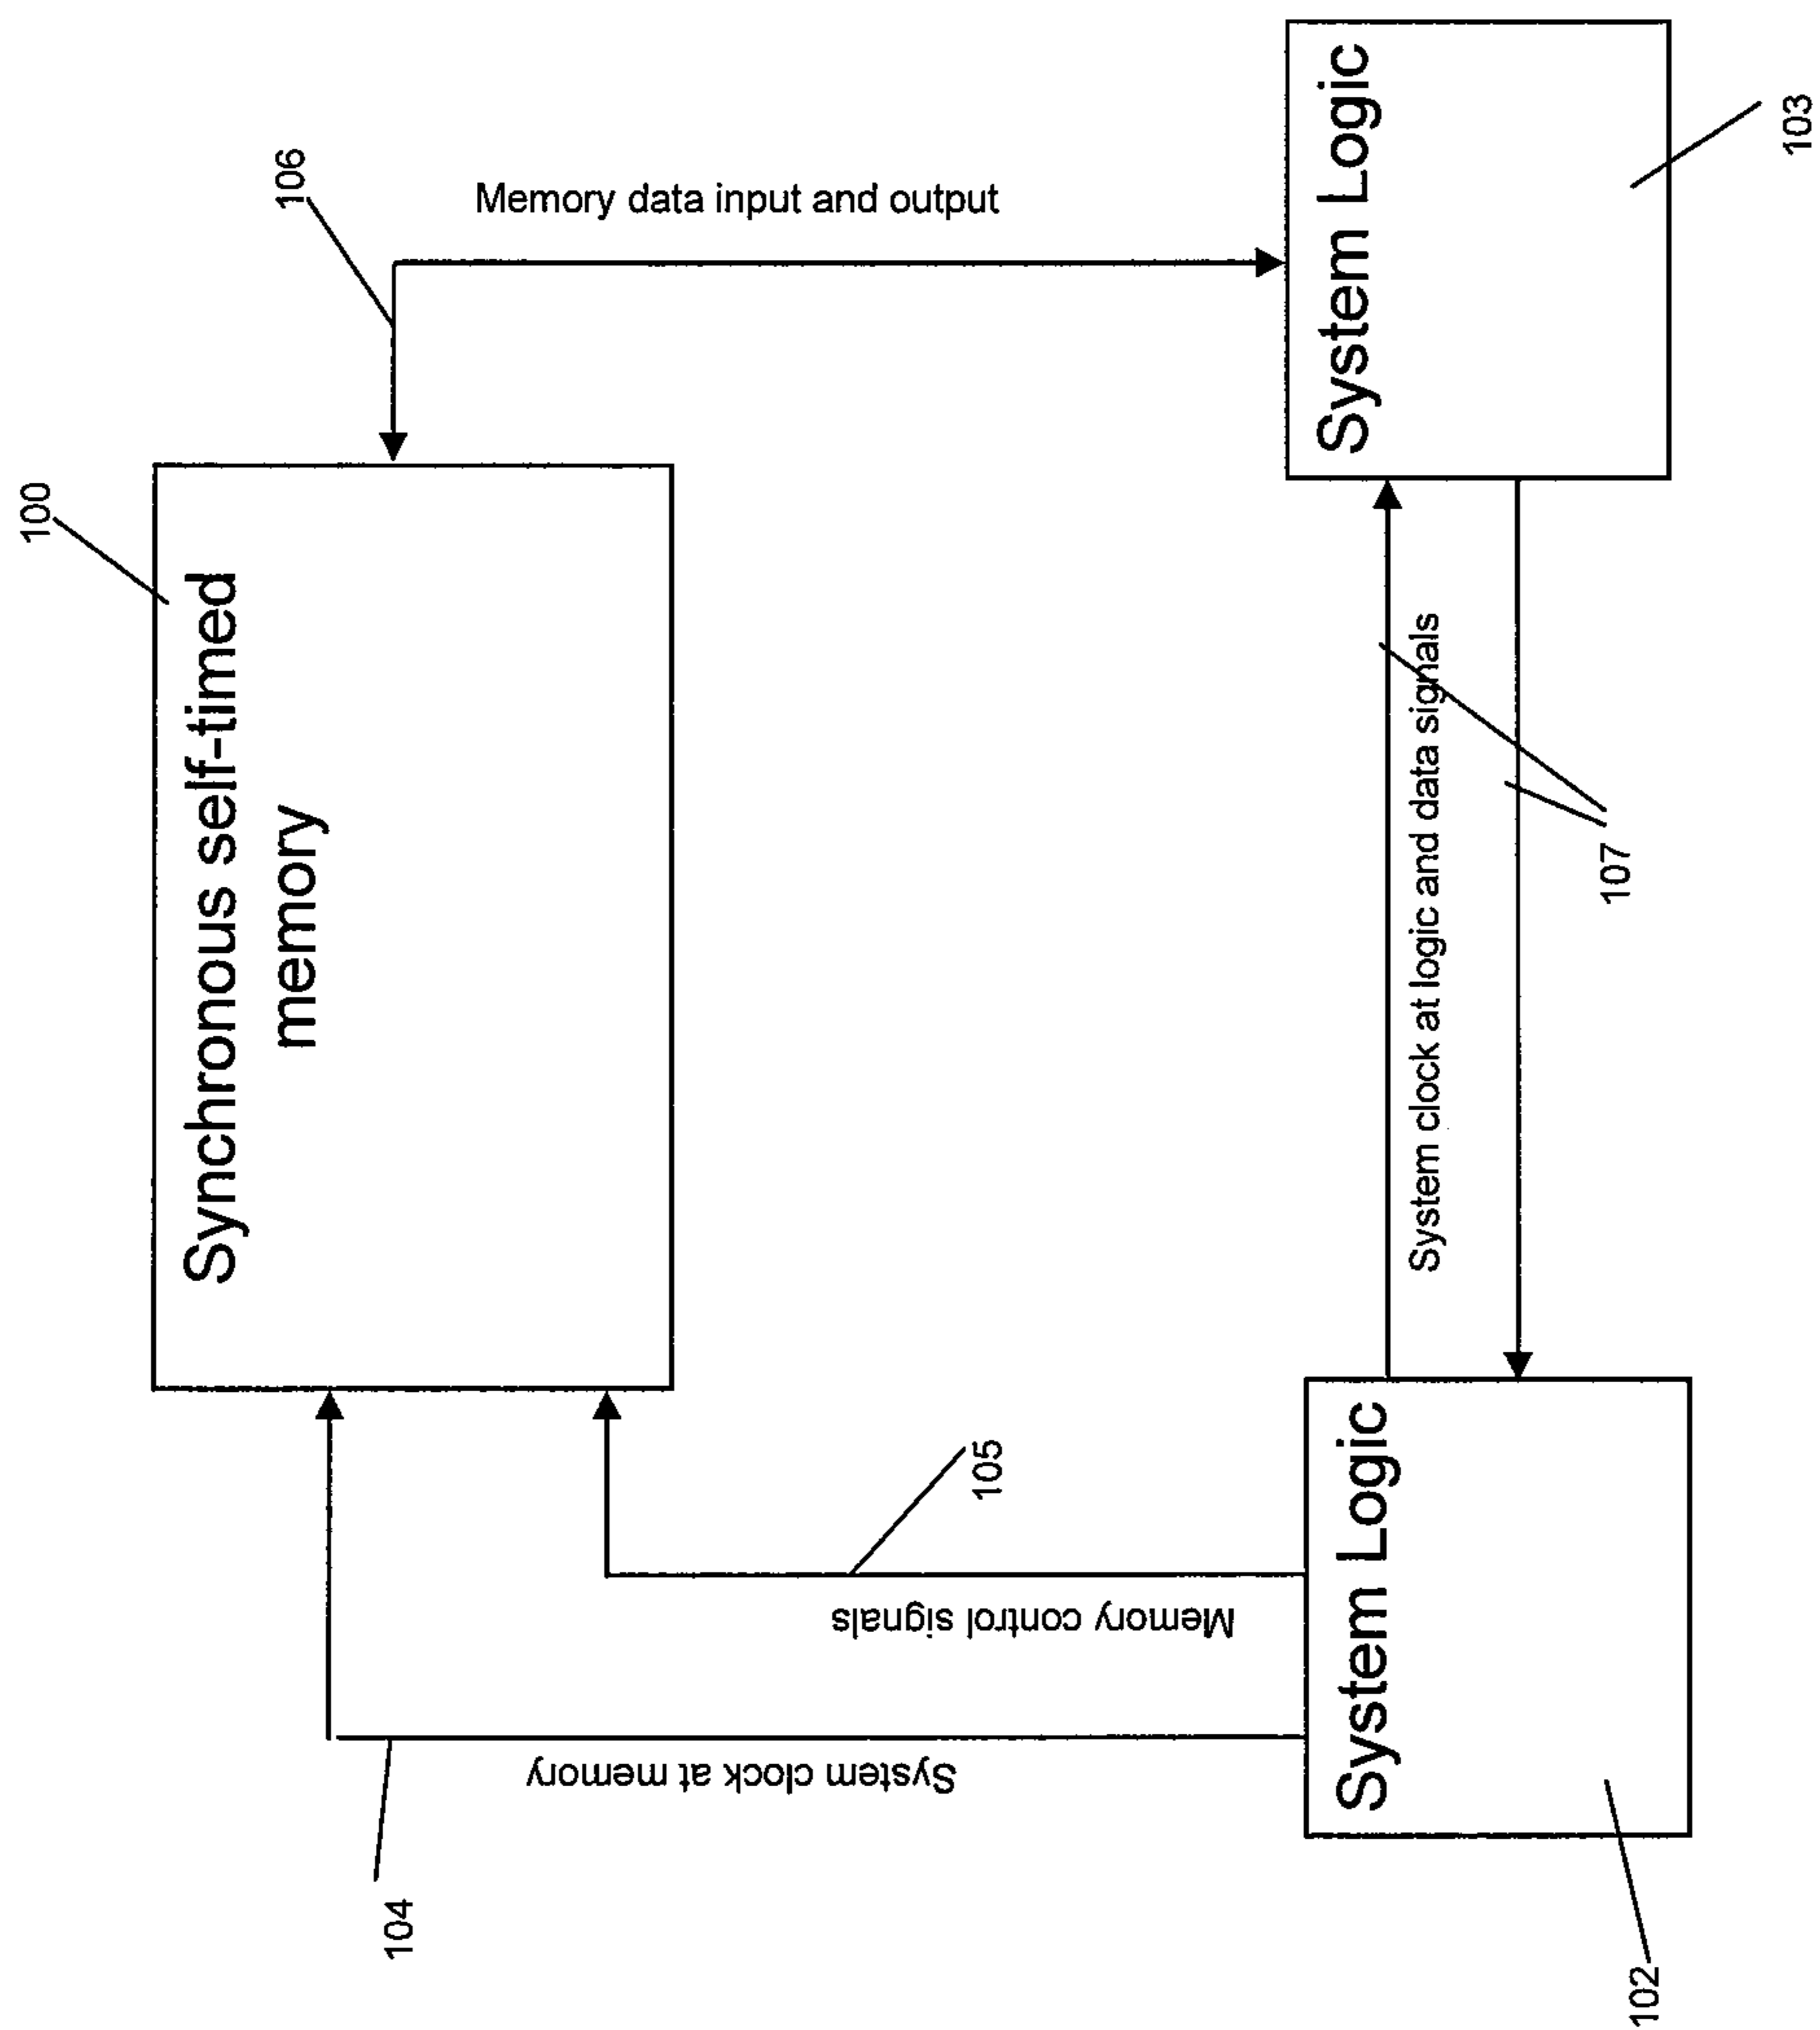 100
Synchronous self-timed
memory
106
Memory data input and output
104
System clock at memory
105
Memory control signals
System clock at logic and data signals
107
System Logic
102
System Logic
103